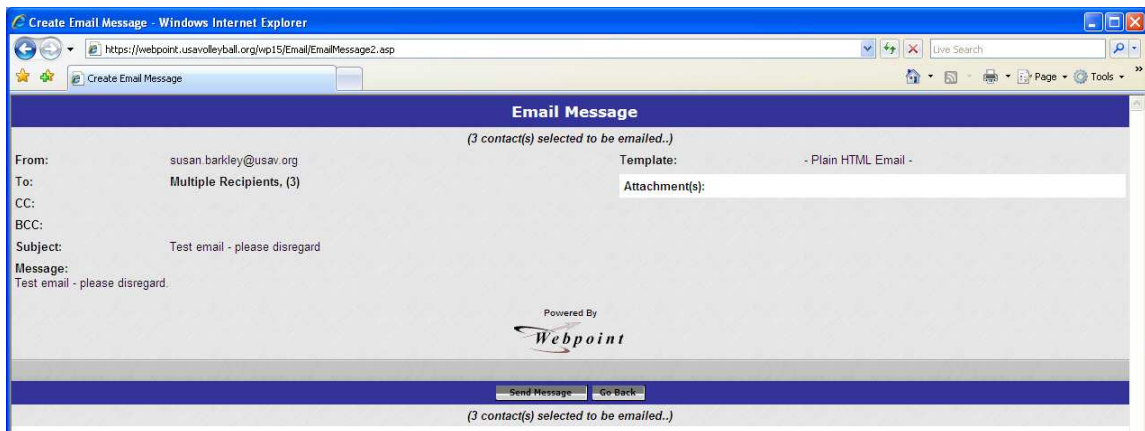 Create Email Message - Windows Internet Explorer
https://webpoint.usavolleyball.org/wp15/Email/EmailMessage2.asp
Live Search
Create Email Message
Page
Tools
Email Message
(3 contact(s) selected to be emailed..)
From: susan.barkley@usav.org Template: - Plain HTML Email -
To: Multiple Recipients, (3) Attachment(s):
CC:
BCC:
Subject: Test email - please disregard
Message:
Test email - please disregard.
Powered By
Webpoint
Send Message Go Back
(3 contact(s) selected to be emailed..)